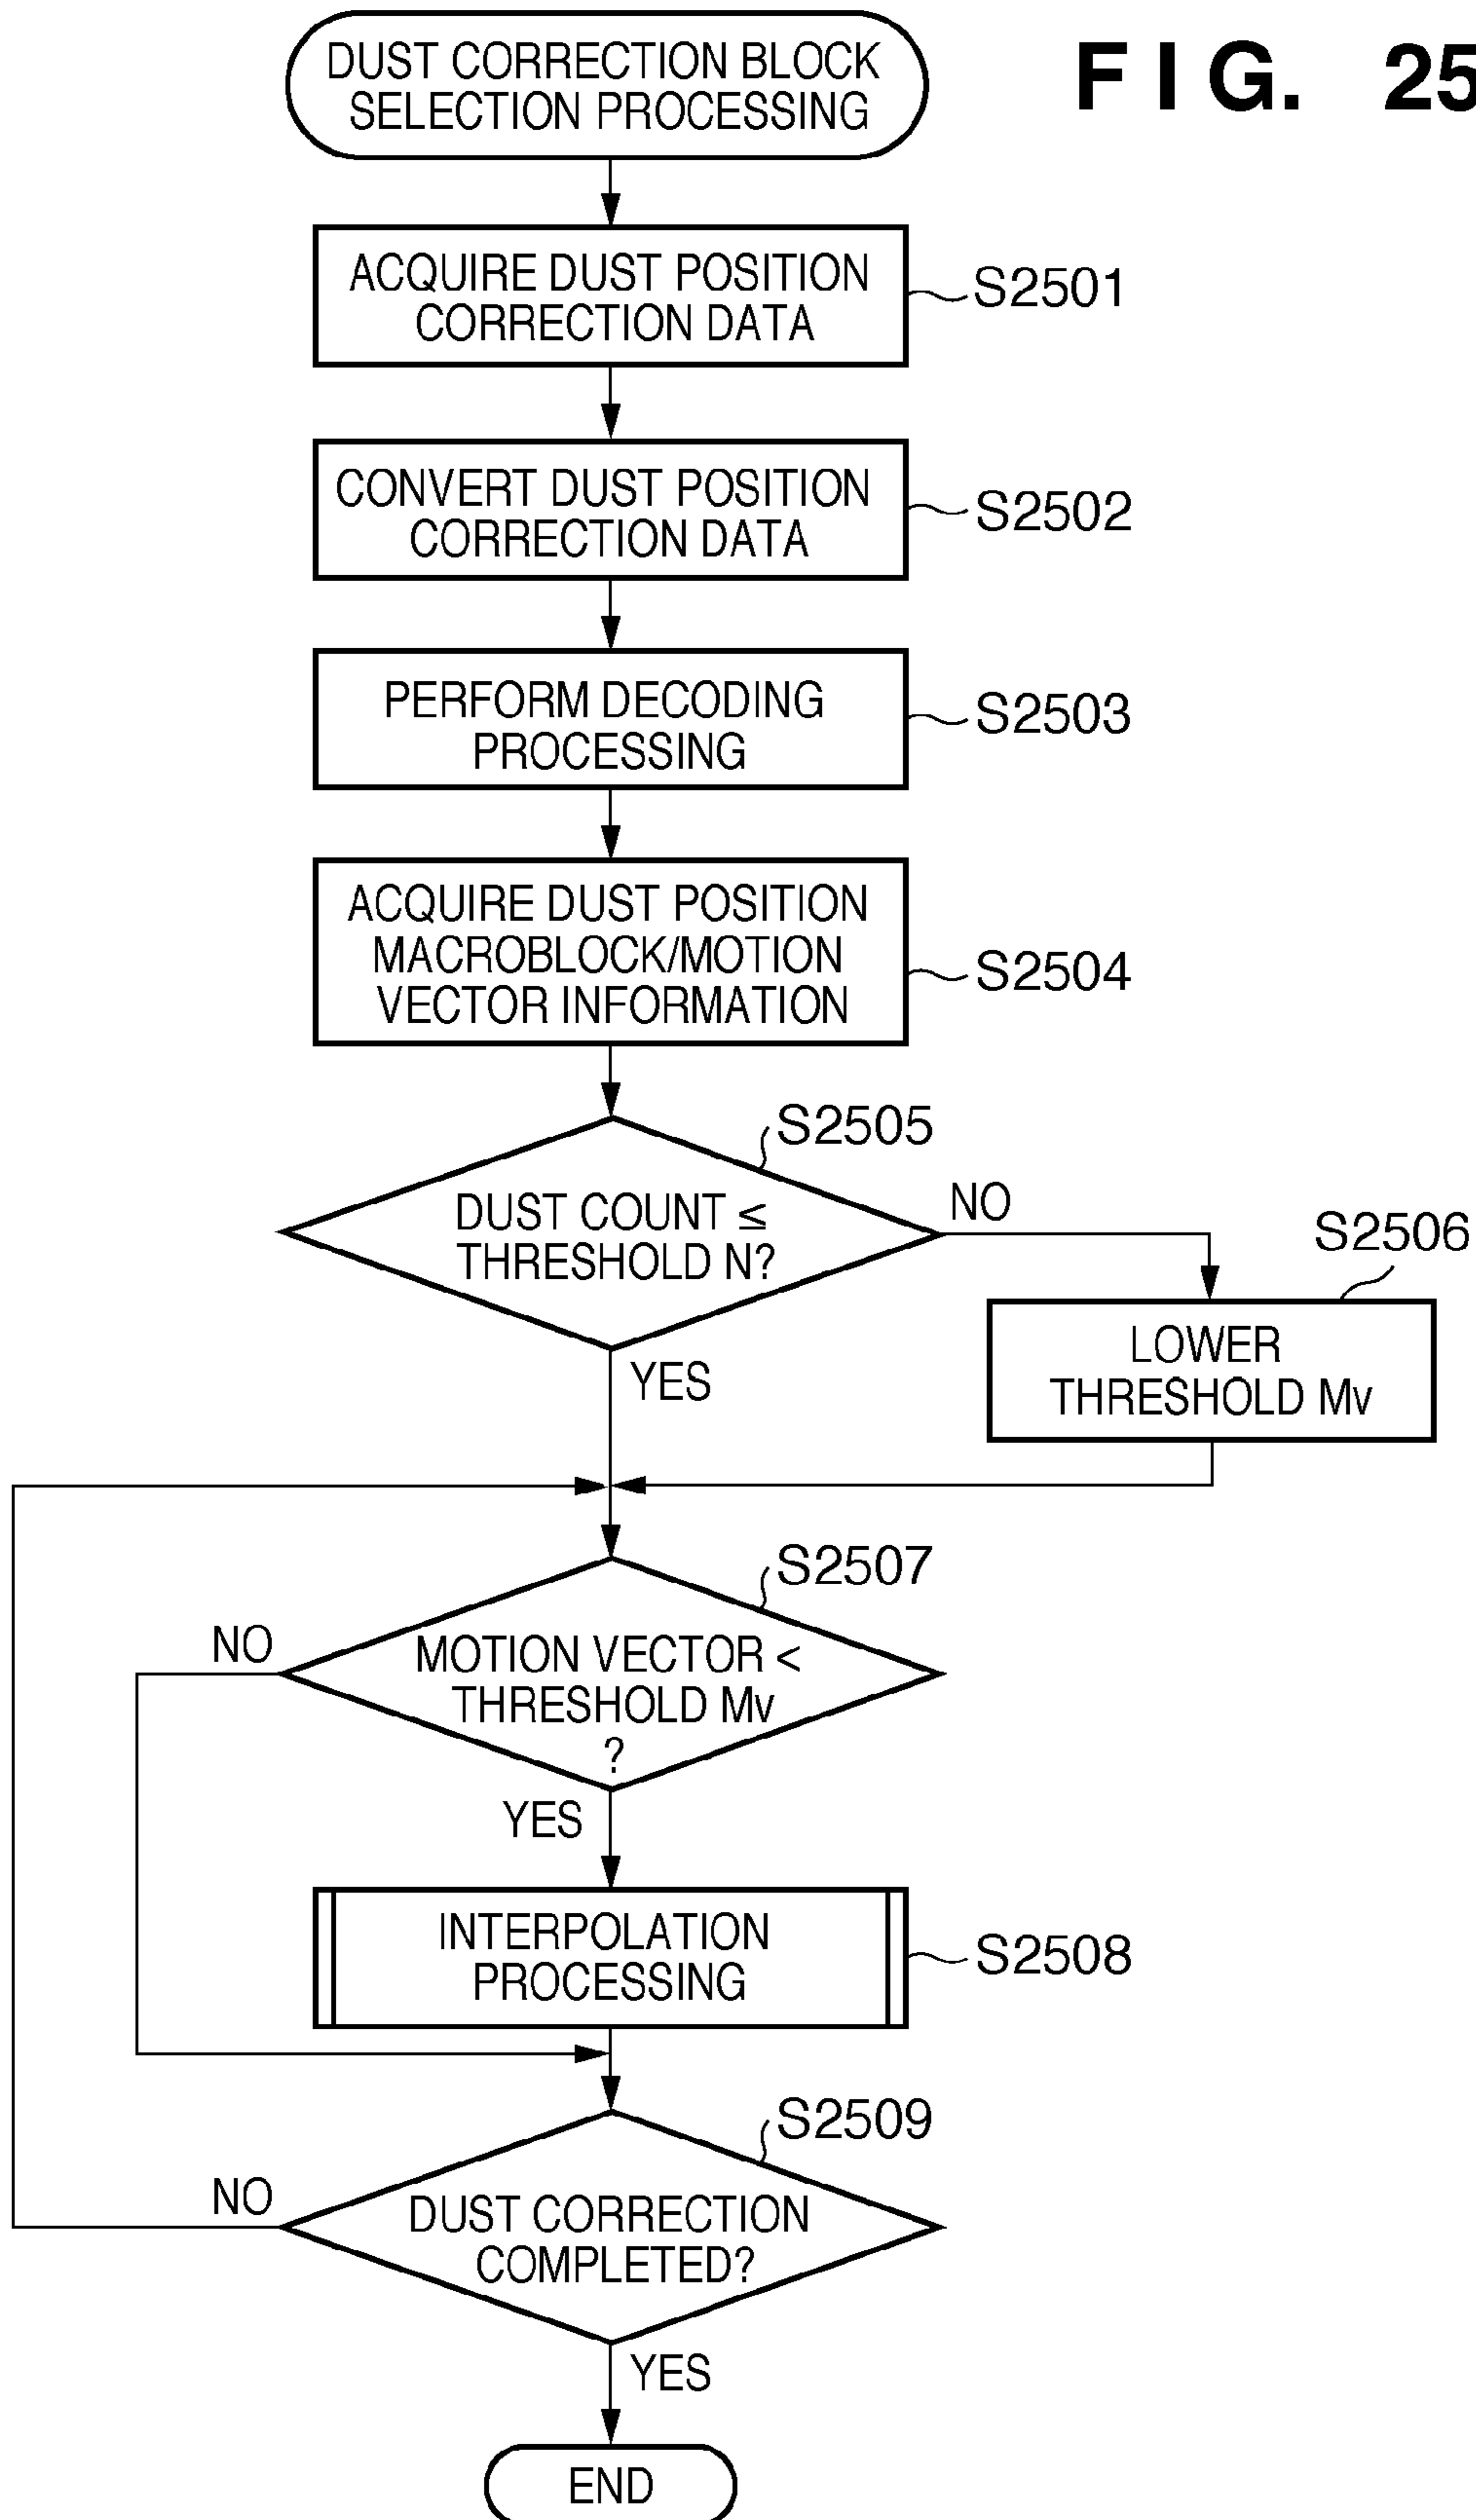 FIG. 25
DUST CORRECTION BLOCK
SELECTION PROCESSING
ACQUIRE DUST POSITION
CORRECTION DATA
S2501
CONVERT DUST POSITION
CORRECTION DATA
S2502
PERFORM DECODING
PROCESSING
S2503
ACQUIRE DUST POSITION
MACROBLOCK/MOTION
VECTOR INFORMATION
S2504
S2505
DUST COUNT ≤
THRESHOLD N?
NO
YES
S2506
LOWER
THRESHOLD Mv
S2507
MOTION VECTOR <
THRESHOLD Mv
?
NO
YES
INTERPOLATION
PROCESSING
S2508
S2509
DUST CORRECTION
COMPLETED?
NO
YES
END